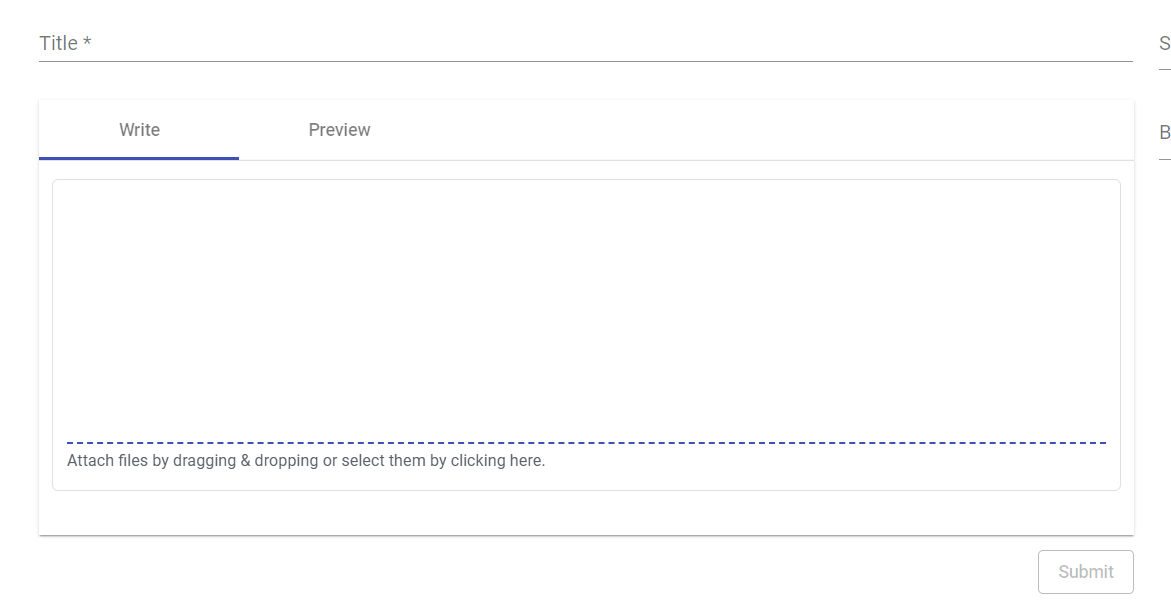 Title *
S
Write Preview
B
Attach files by dragging & dropping or select them by clicking here.
Submit